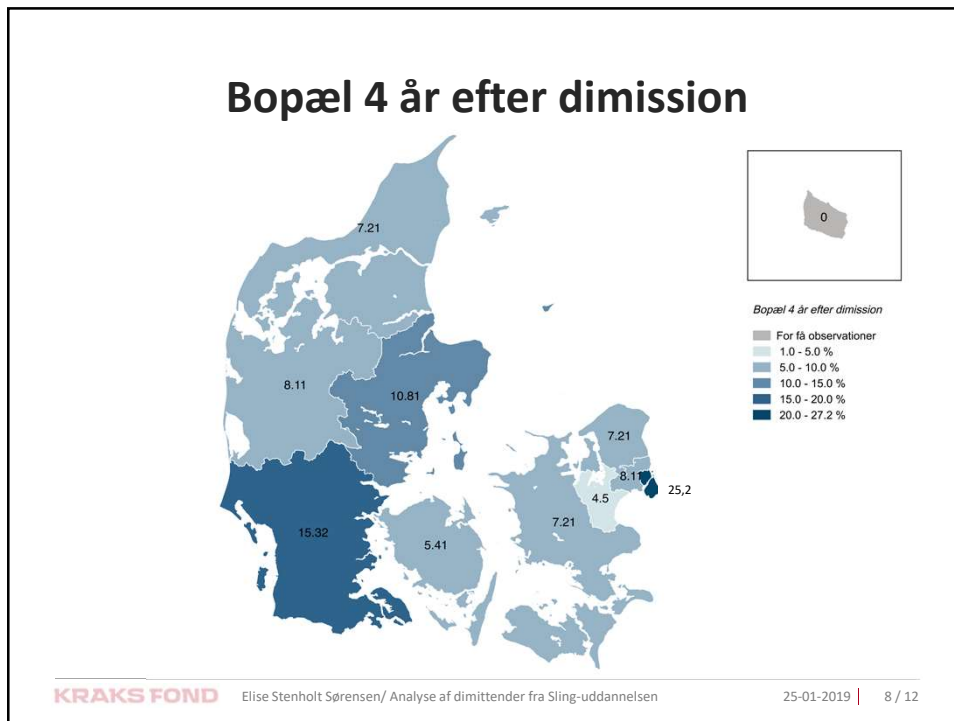 Bopæl 4 år efter dimission
0
7.21
Bopæl 4 år efter dimission
For få observationer
1.0 - 5.0 %
5.0 - 10.0 %
10.0 - 15.0 %
15.0 - 20.0 %
20.0 - 27.2 %
8.11
10.81
7.21
8.11
25,2
4.5
7.21
15.32
5.41
KRAKS FOND Elise Stenholt Sørensen/ Analyse af dimittender fra Sling-uddannelsen 25-01-2019 8 / 12